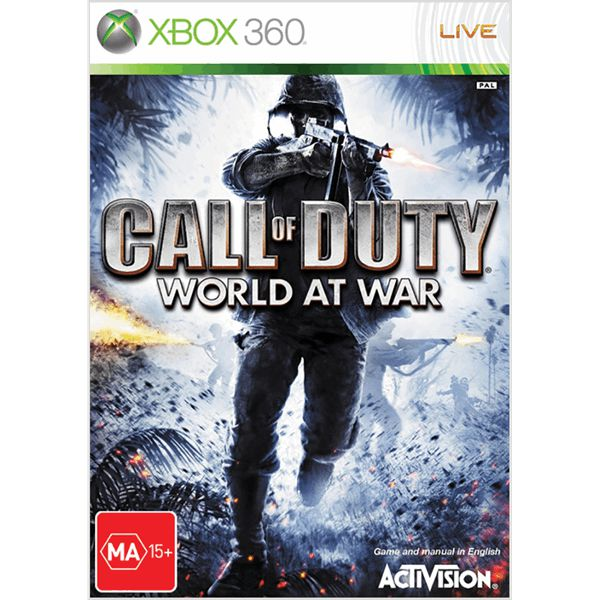 XBOX 360 LIVE
PAL
CALL OF DUTY®
WORLD AT WAR
MA 15+
Game and manual in English
ACTIVISION®